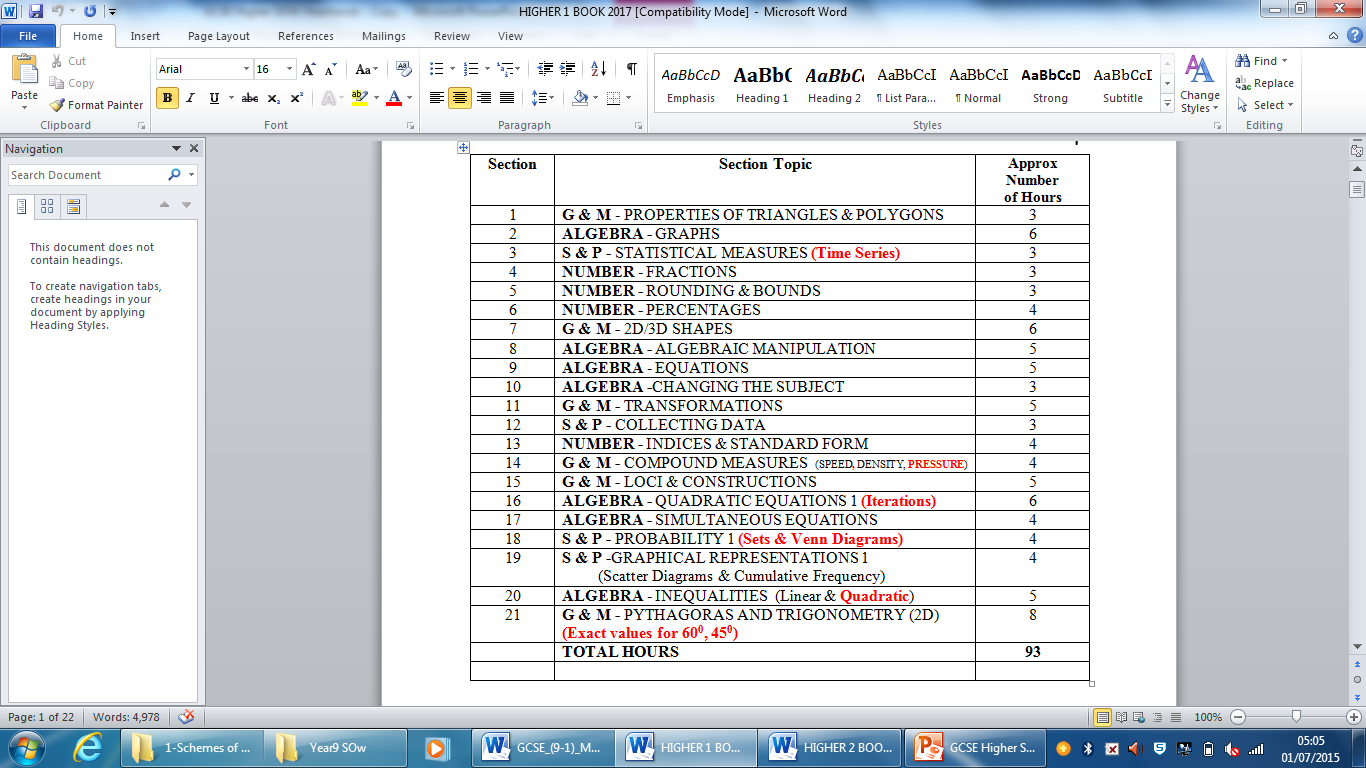 HIGHER 1 BOOK 2017 [Compatibility Mode] - Microsoft Word
File Home Insert Page Layout References Mailings Review View
Paste
Cut
Copy
Format Painter
Clipboard
Arial 16
Font
Paragraph
AaBbCcD AaBb( AaBbCc AaBbCcI AaBbCcI AaBbCcD AaBbCcI
Emphasis Heading 1 Heading 2 ¶ List Para... ¶ Normal Strong Subtitle
Styles
Change Styles
Find
Replace
Select
Editing
Navigation
Search Document
This document does not
contain headings.
To create navigation tabs,
create headings in your
document by applying
Heading Styles.
Section Section Topic Approx
Number
of Hours
1 G & M - PROPERTIES OF TRIANGLES & POLYGONS 3
2 ALGEBRA - GRAPHS 6
3 S & P - STATISTICAL MEASURES (Time Series) 3
4 NUMBER - FRACTIONS 3
5 NUMBER - ROUNDING & BOUNDS 3
6 NUMBER - PERCENTAGES 4
7 G & M - 2D/3D SHAPES 6
8 ALGEBRA - ALGEBRAIC MANIPULATION 5
9 ALGEBRA - EQUATIONS 5
10 ALGEBRA -CHANGING THE SUBJECT 3
11 G & M - TRANSFORMATIONS 5
12 S & P - COLLECTING DATA 3
13 NUMBER - INDICES & STANDARD FORM 4
14 G & M - COMPOUND MEASURES (SPEED, DENSITY, PRESSURE) 4
15 G & M - LOCI & CONSTRUCTIONS 5
16 ALGEBRA - QUADRATIC EQUATIONS 1 (Iterations) 6
17 ALGEBRA - SIMULTANEOUS EQUATIONS 4
18 S & P - PROBABILITY 1 (Sets & Venn Diagrams) 4
19 S & P -GRAPHICAL REPRESENTATIONS 1 4
(Scatter Diagrams & Cumulative Frequency)
20 ALGEBRA - INEQUALITIES (Linear & Quadratic) 5
21 G & M - PYTHAGORAS AND TRIGONOMETRY (2D) 8
(Exact values for 60⁰, 45⁰)
TOTAL HOURS 93
Page: 1 of 22 Words: 4,978 100%
1-Schemes of ... Year9 SOw GCSE_(9-1)_M... HIGHER 1 BO... HIGHER 2 BOO... GCSE Higher S...
05:05
01/07/2015